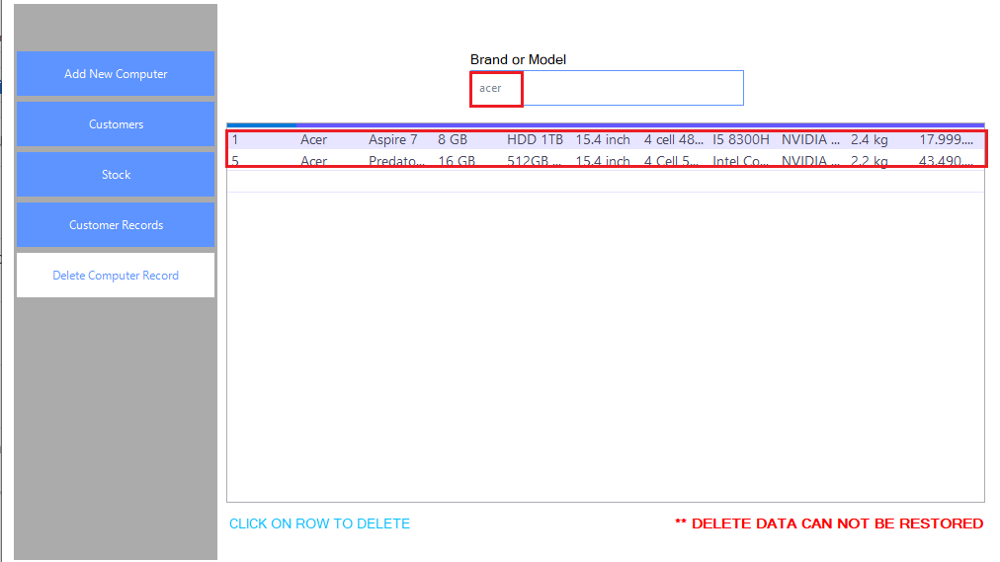 Add New Computer
Customers
Stock
Customer Records
Delete Computer Record
Brand or Model
acer
1 Acer Aspire 7 8 GB HDD 1TB 15.4 inch 4 cell 48... I5 8300H NVIDIA ... 2.4 kg 17.999....
5 Acer Predato... 16 GB 512GB ... 15.4 inch 4 Cell 5... Intel Co... NVIDIA ... 2.2 kg 43.490....
CLICK ON ROW TO DELETE
** DELETE DATA CAN NOT BE RESTORED